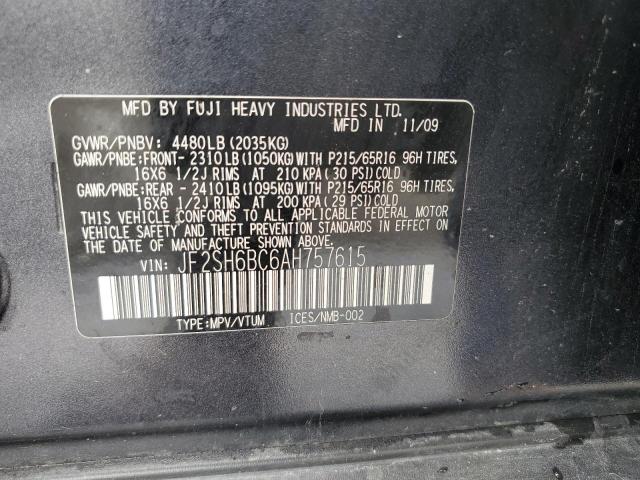 MFD BY FUJI HEAVY INDUSTRIES LTD.
MFD IN 11/09
GVWR/PNBV: 4480LB (2035KG)
GAWR/PNBE:FRONT- 2310LB(1050KG)WITH P215/65R16 96H TIRES,
16X6 1/2J RIMS AT 210 KPA( 30 PSI)COLD
GAWR/PNBE:REAR - 2410LB(1095KG)WITH P215/65R16 96H TIRES,
16X6 1/2J RIMS AT 200 KPA( 29 PSI)COLD
THIS VEHICLE CONFORMS TO ALL APPLICABLE FEDERAL MOTOR
VEHICLE SAFETY AND THEFT PREVENTION STANDARDS IN EFFECT ON
THE DATE OF MANUFACTURE SHOWN ABOVE.
VIN: JF2SH6BC6AH757615
TYPE:MPV/VTUM ICES/NMB-002